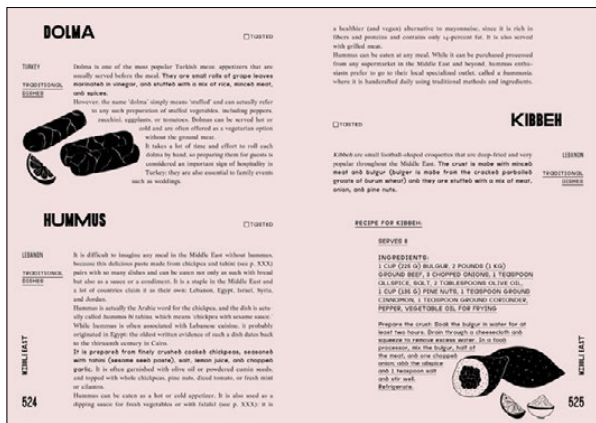 DOLMA
TASTED
TURKEY
TRADITIONAL
DISHES
Dolma is one of the most popular Turkish meze: appetizers that are
usually served before the meal. They are small rolls of grape leaves
marinated in vinegar, and stuffed with a mix of rice, minced meat,
and spices.
However, the name 'dolma' simply means 'stuffed' and can actually refer
to any such preparation of stuffed vegetables, including peppers,
zucchini, eggplants, or tomatoes. Dolmas can be served hot or
cold and are often offered as a vegetarian option
without the ground meat.
It takes a lot of time and effort to roll each
dolma by hand, so preparing them for guests is
considered an important sign of hospitality in
Turkey; they are also essential to family events
such as weddings.
HUMMUS
TASTED
LEBANON
TRADITIONAL
DISHES
It is difficult to imagine any meal in the Middle East without hummus,
because this delicious paste made from chickpea and tahini (see p. XXX)
pairs with so many dishes and can be eaten not only as such with bread
but also as a sauce or a condiment. It is a staple in the Middle East and
a lot of countries claim it as their own: Lebanon, Egypt, Israel, Syria,
and Jordan.
Hummus is actually the Arabic word for the chickpea, and the dish is actu-
ally called hummus bi tahina which means chickpeas with sesame sauce.
While hummus is often associated with Lebanese cuisine, it probably
originated in Egypt: the oldest written evidence of such a dish dates back
to the thirteenth century in Cairo.
It is prepared from finely crushed cooked chickpeas, seasoned
with tahini (sesame seed paste), salt, lemon juice, and chopped
garlic. It is often garnished with olive oil or powdered cumin seeds,
and topped with whole chickpeas, pine nuts, diced tomato, or fresh mint
or cilantro.
Hummus can be eaten as a hot or cold appetizer. It is also used as a
dipping sauce for fresh vegetables or with falafel (see p. XXX): it is
MIDDLE EAST
524
a healthier (and vegan) alternative to mayonnaise, since it is rich in
fibers and proteins and contains only 14-percent fat. It is also served
with grilled meat.
Hummus can be eaten at any meal. While it can be purchased processed
from any supermarket in the Middle East and beyond, hummus enthu-
siasts prefer to go to their local specialized outlet, called a hummusia,
where it is handcrafted daily using traditional methods and ingredients.
TASTED
KIBBEH
LEBANON
TRADITIONAL
DISHES
Kibbeh are small football-shaped croquettes that are deep-fried and very
popular throughout the Middle East. The crust is made with minced
meat and bulgur (bulgur is made from the cracked parboiled
groats of durum wheat) and they are stuffed with a mix of meat,
onion, and pine nuts.
RECIPE FOR KIBBEH:
SERVES 8
INGREDIENTS:
1 CUP (225 G) BULGUR, 2 POUNDS (1 KG)
GROUND BEEF, 3 CHOPPED ONIONS, 1 TEASPOON
ALLSPICE, SALT, 2 TABLESPOONS OLIVE OIL,
1 CUP (135 G) PINE NUTS, 1 TEASPOON GROUND
CINNAMON, 1 TEASPOON GROUND CORIANDER,
PEPPER, VEGETABLE OIL FOR FRYING
Prepare the crust: Soak the bulgur in water for at
least two hours. Drain through a cheesecloth and
squeeze to remove excess water. In a food
processor, mix the bulgur, half of
the meat, and one chopped
onion; add the allspice
and 1 teaspoon salt
and stir well.
Refrigerate.
MIDDLE EAST
525